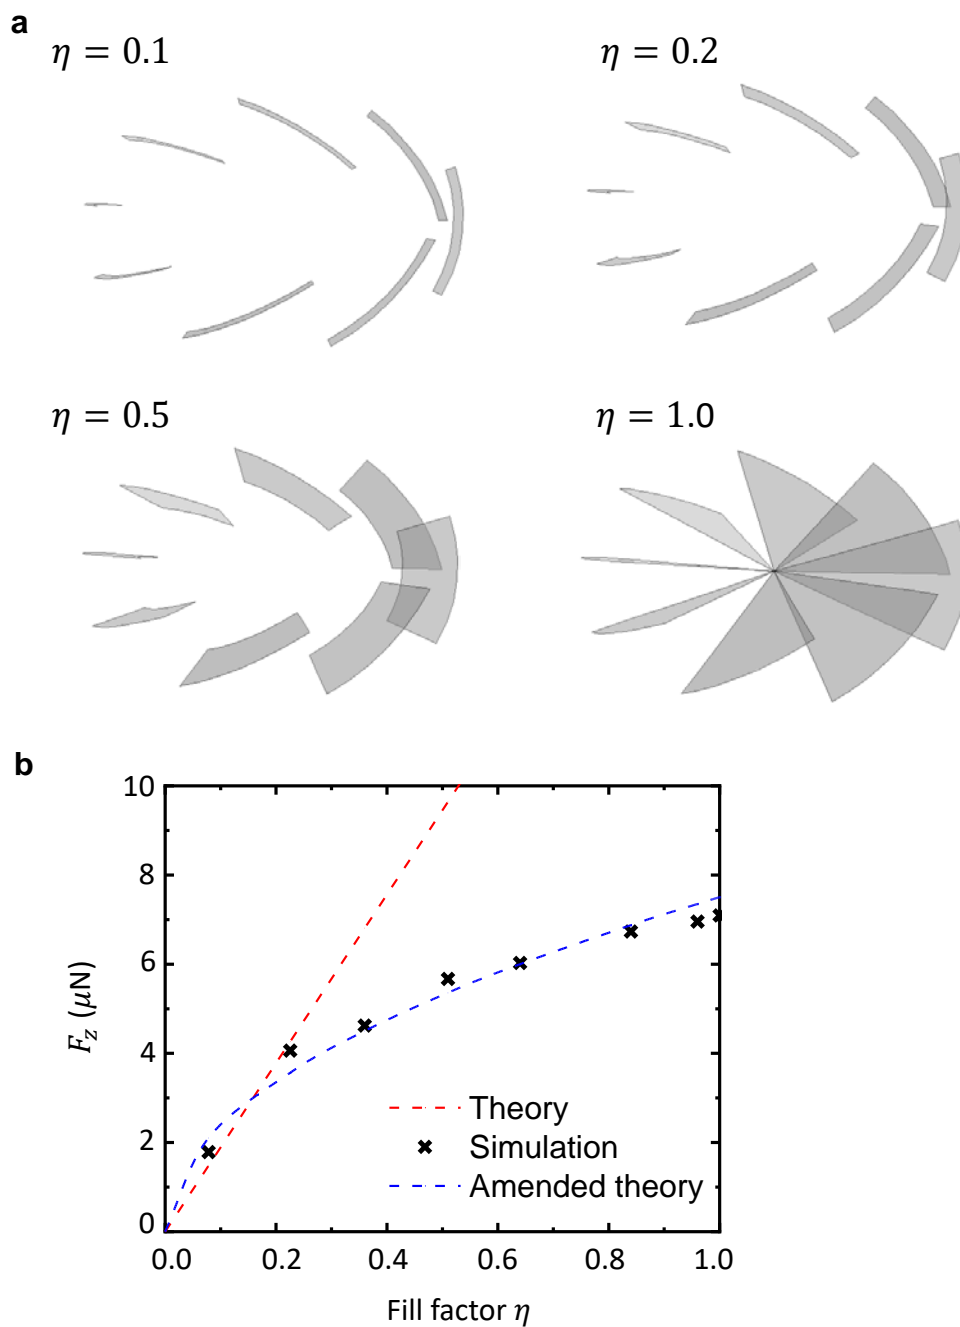 a
η = 0.1
η = 0.2
η = 0.5
η = 1.0
b
10
8
6
4
2
0
F_z (μN)
Theory
Simulation
Amended theory
0.0 0.2 0.4 0.6 0.8 1.0
Fill factor η